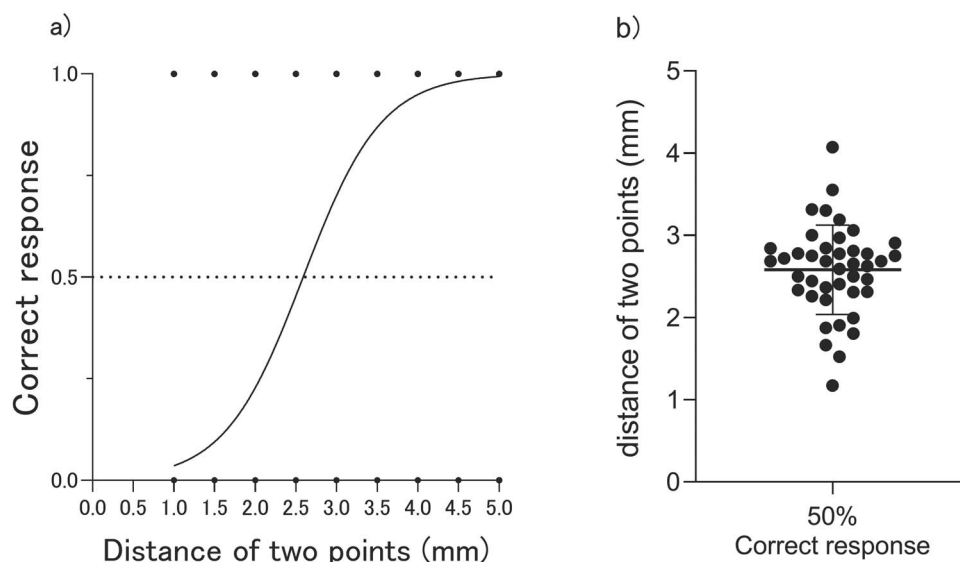 a)
1.0
0.5
0.0
Correct response
0.0 0.5 1.0 1.5 2.0 2.5 3.0 3.5 4.0 4.5 5.0
Distance of two points (mm)
b)
5
4
3
2
1
0
distance of two points (mm)
50%
Correct response